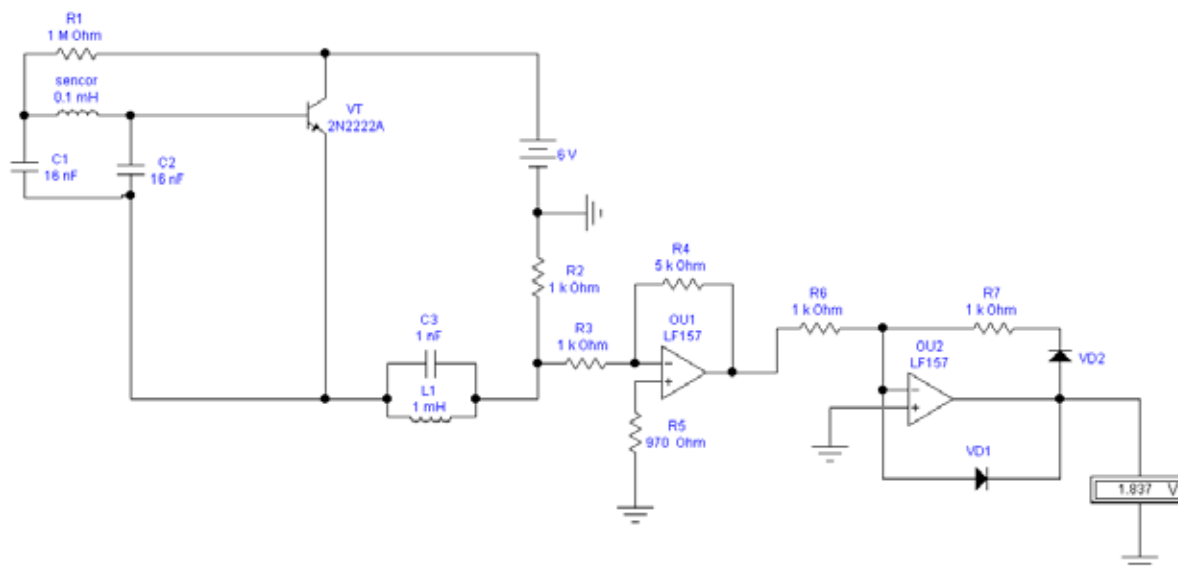 R1
1 M Ohm
sencor
0.1 mH
VT
2N2222A
C1
16 nF
C2
16 nF
6 V
R2
1 k Ohm
C3
1 nF
L1
1 mH
R3
1 k Ohm
R4
5 k Ohm
OU1
LF157
R5
970 Ohm
R6
1 k Ohm
R7
1 k Ohm
OU2
LF157
VD2
VD1
1.837 V